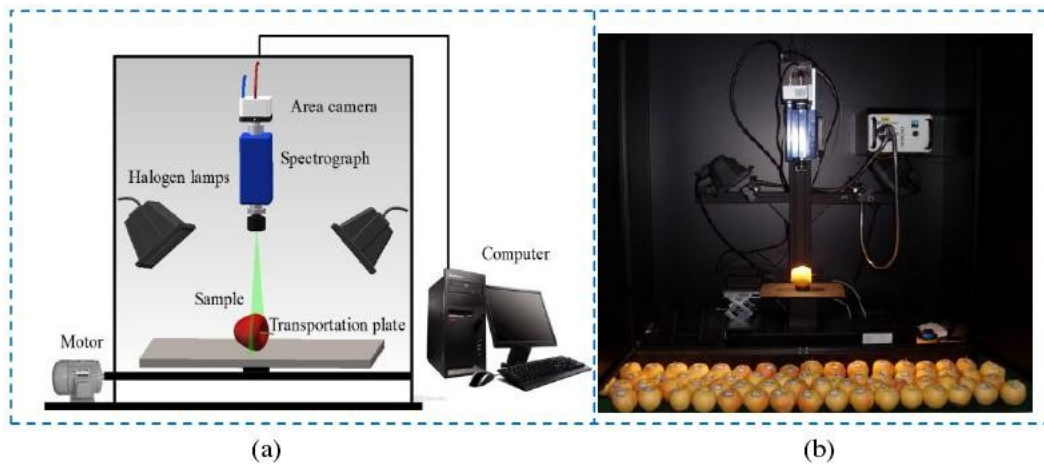 Area camera
Spectrograph
Halogen lamps
Computer
Sample
Transportation plate
Motor
(a)
(b)